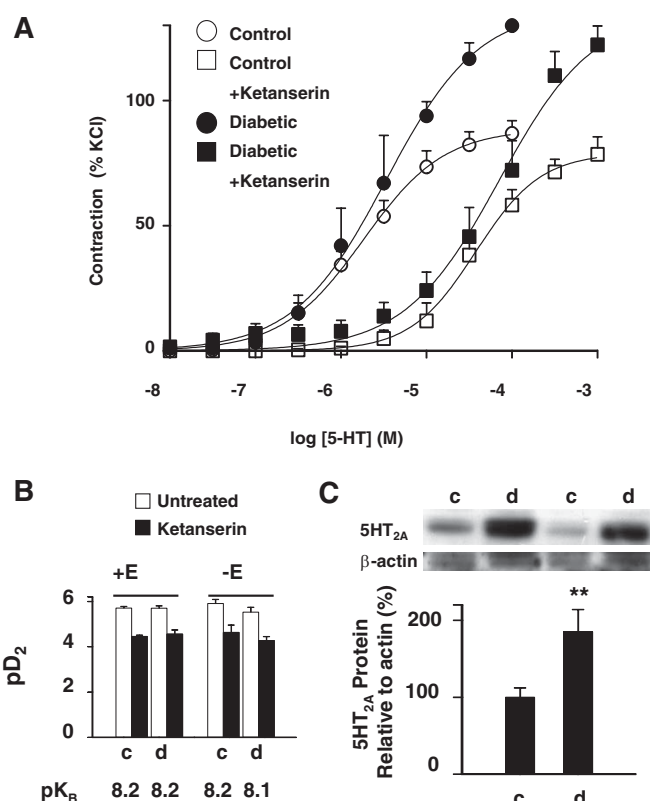 A
Control
Control
+Ketanserin
Diabetic
Diabetic
+Ketanserin
Contraction (% KCl)
100
50
0
-8 -7 -6 -5 -4 -3
log [5-HT] (M)
B
Untreated
Ketanserin
+E -E
pD2
6
4
2
0
c d c d
pKB 8.2 8.2 8.2 8.1
C
c d c d
5HT2A
β-actin
**
5HT2A Protein
Relative to actin (%)
200
100
0
c d